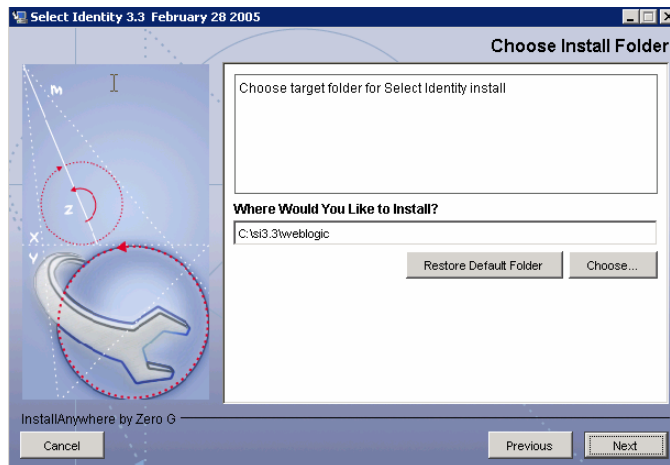 Select Identity 3.3 February 28 2005
Choose Install Folder
M
Z
X
Y
Choose target folder for Select Identity install
Where Would You Like to Install?
C:\si3.3\weblogic
Restore Default Folder
Choose...
InstallAnywhere by Zero G
Cancel
Previous
Next